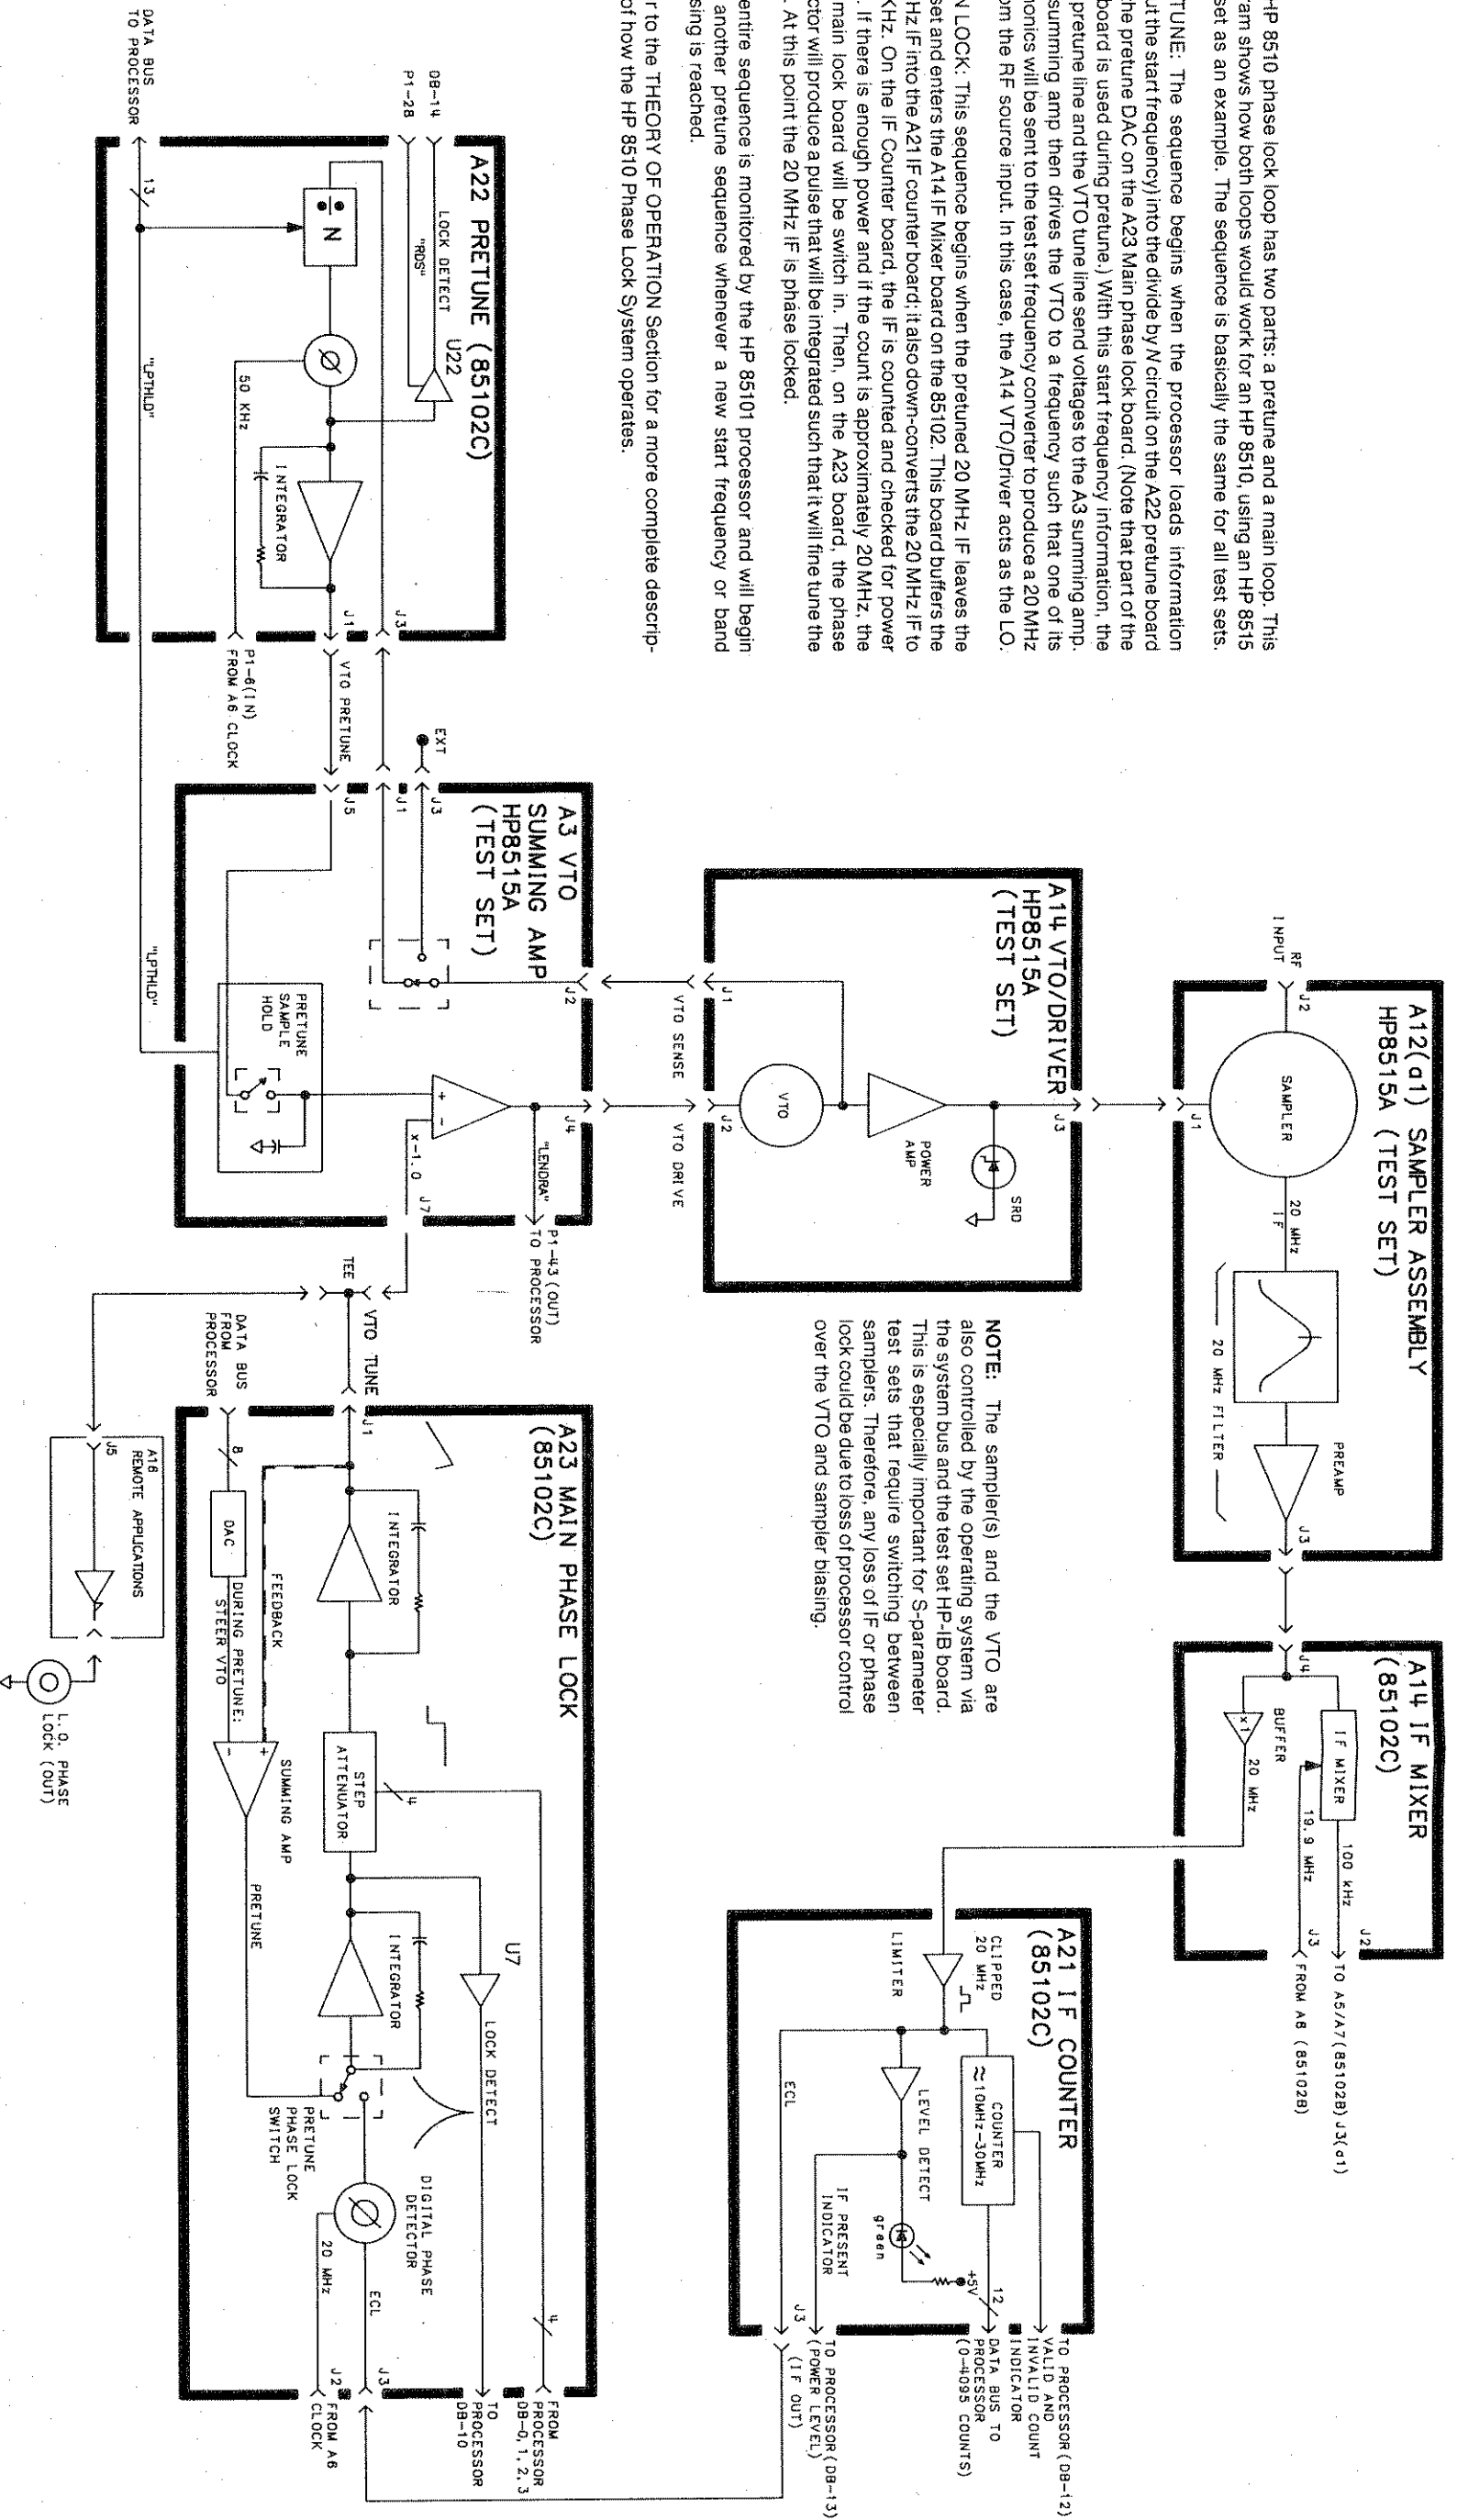 HP 8510 phase lock loop has two parts: a pretune and a main loop. This
ram shows how both loops would work for an HP 8510, using an HP 8515
set as an example. The sequence is basically the same for all test sets.
TUNE: The sequence begins when the processor loads information
ut the start frequency) into the divide by N circuit on the A22 pretune board
he pretune DAC on the A23 Main phase lock board. (Note that part of the
board is used during pretune.) With this start frequency information, the
pretune line and the VTO tune line send voltages to the A3 summing amp.
summing amp then drives the VTO to a frequency such that one of its
nonics will be sent to the test set frequency converter to produce a 20 MHz
om the RF source input. In this case, the A14 VTO/Driver acts as the LO.
N LOCK: This sequence begins when the pretuned 20 MHz IF leaves the
set and enters the A14 IF Mixer board on the 85102. This board buffers the
Hz IF into the A21 IF counter board; it also down-converts the 20 MHz IF to
KHz. On the IF Counter board, the IF is counted and checked for power
. If there is enough power and if the count is approximately 20 MHz, the
main lock board will be switch in. Then, on the A23 board, the phase
ctor will produce a pulse that will be integrated such that it will fine tune the
. At this point the 20 MHz IF is phase locked.
entire sequence is monitored by the HP 85101 processor and will begin
another pretune sequence whenever a new start frequency or band
sing is reached.
r to the THEORY OF OPERATION Section for a more complete descrip-
of how the HP 8510 Phase Lock System operates.
A12(a1) SAMPLER ASSEMBLY
HP8515A (TEST SET)
RF
INPUT
J2
SAMPLER
J1
20 MHz
IF
20 MHz FILTER
PREAMP
J3
A14 IF MIXER
(85102C)
J4
IF MIXER
100 kHz
J2
TO A5/A7(85102B) J3(a1)
19.9 MHz
J3
FROM A6 (85102B)
BUFFER
x1
20 MHz
A14 VTO/DRIVER
HP8515A
(TEST SET)
J3
SRD
POWER
AMP
VTO
J1
J2
VTO SENSE
VTO DRIVE
NOTE: The sampler(s) and the VTO are
also controlled by the operating system via
the system bus and the test set HP-IB board.
This is especially important for S-parameter
test sets that require switching between
samplers. Therefore, any loss of IF or phase
lock could be due to loss of processor control
over the VTO and sampler biasing.
A21 IF COUNTER
(85102C)
CLIPPED
20 MHz
LIMITER
COUNTER
≈10MHz-30MHz
LEVEL DETECT
green
+5V
12
IF PRESENT
INDICATOR
ECL
TO PROCESSOR(DB-12)
VALID AND
INVALID COUNT
INDICATOR
DATA BUS TO
PROCESSOR
(0-4095 COUNTS)
J3
TO PROCESSOR(DB-13)
(POWER LEVEL)
(IF OUT)
A22 PRETUNE (85102C)
DB-14
P1-28
LOCK DETECT
U22
"RDS"
÷
N
Ø
50 KHz
INTEGRATOR
J3
J1
P1-6(IN)
FROM A6 CLOCK
13
DATA BUS
TO PROCESSOR
"LPTHLD"
VTO PRETUNE
A3 VTO
SUMMING AMP
HP8515A
(TEST SET)
EXT
J3
J1
J5
J2
J4
PRETUNE
SAMPLE
HOLD
+
-
x-1.0
J7
"LENDRA"
P1-43(OUT)
TO PROCESSOR
"LPTHLD"
TEE
VTO TUNE
DATA BUS
FROM
PROCESSOR
A16
REMOTE APPLICATIONS
J5
L.O. PHASE
LOCK (OUT)
A23 MAIN PHASE LOCK
(85102C)
J1
8
DAC
INTEGRATOR
FEEDBACK
DURING PRETUNE:
STEER VTO
+
-
SUMMING AMP
PRETUNE
STEP
ATTENUATOR
4
U7
LOCK DETECT
INTEGRATOR
PRETUNE
PHASE LOCK
SWITCH
DIGITAL PHASE
DETECTOR
Ø
20 MHz
ECL
4
FROM
PROCESSOR
DB-0,1,2,3
TO
PROCESSOR
DB-10
J3
J2
FROM A6
CLOCK